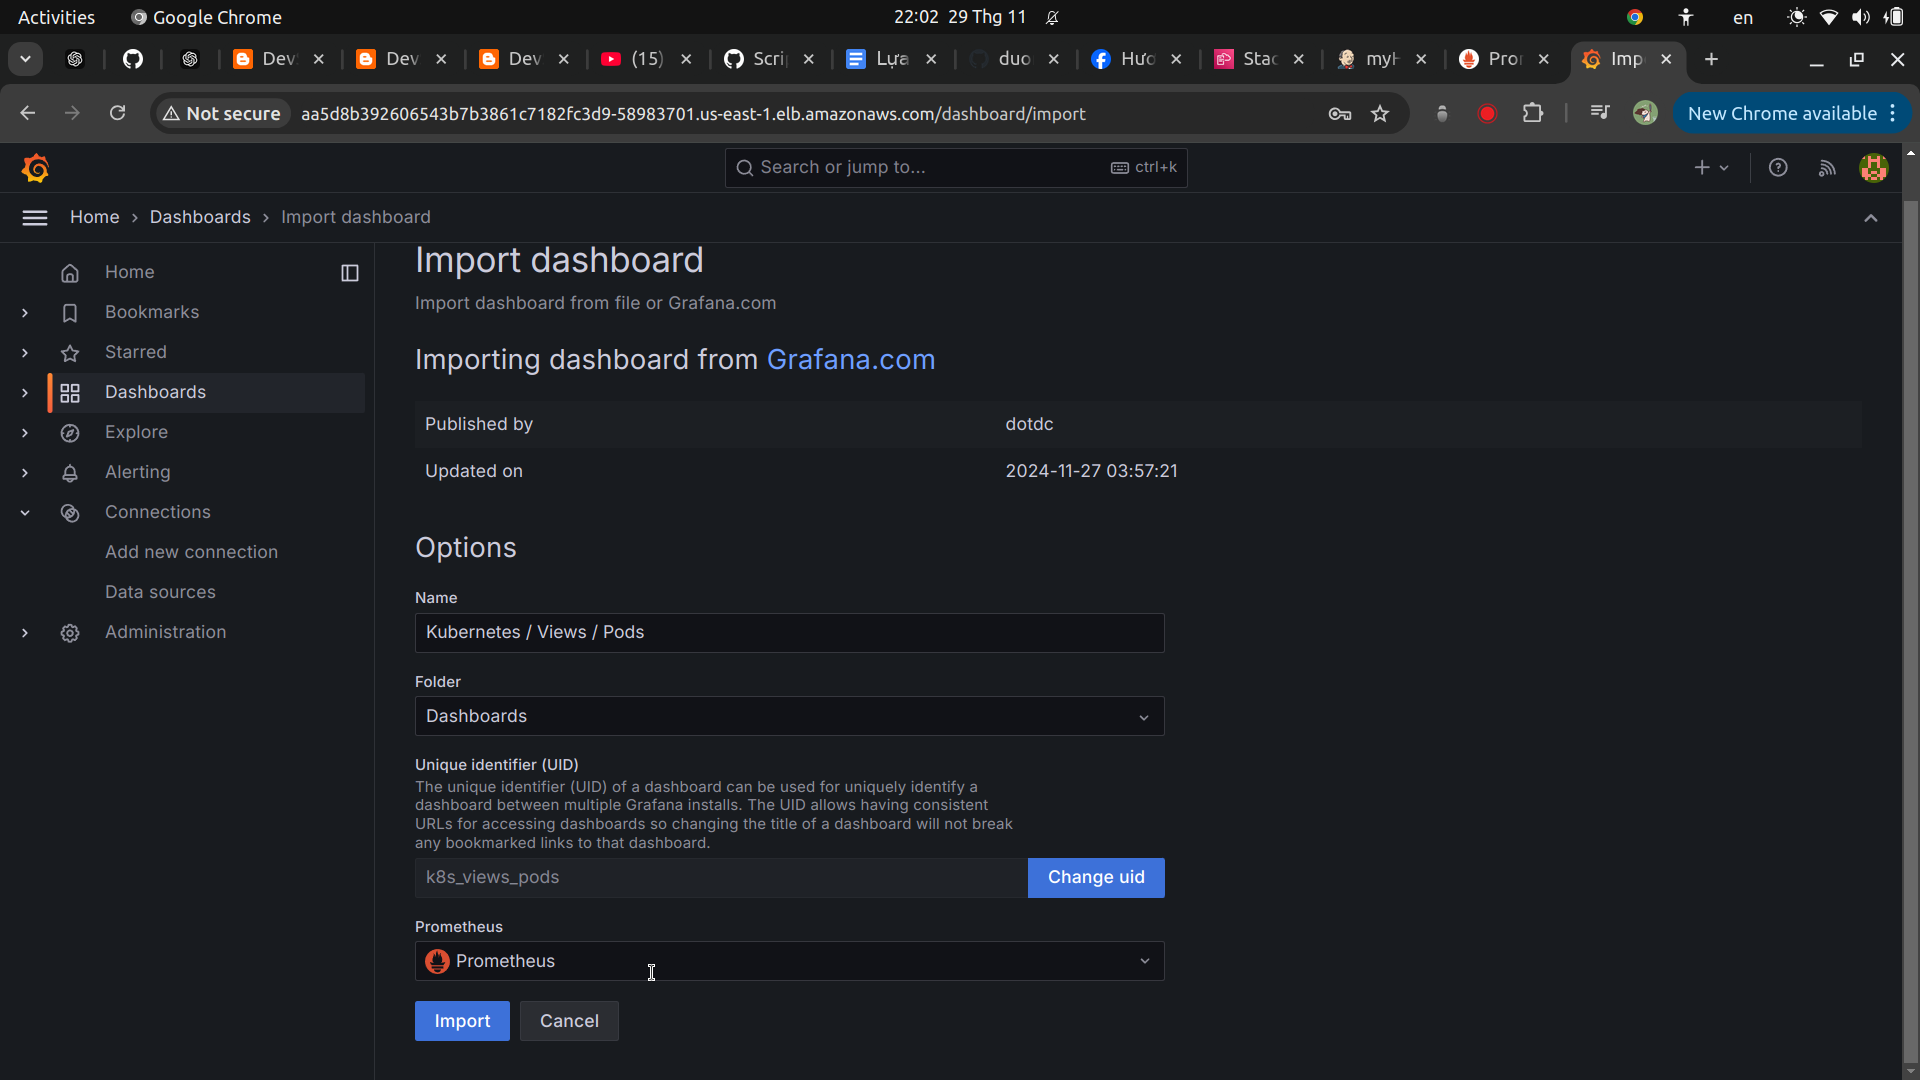 Activities
Google Chrome
22:02 29 Thg 11
en
Dev
Dev
Dev
(15)
Scri
Lựa
duo
Hướ
Stac
myH
Pro
Imp
Not secure
aa5d8b392606543b7b3861c7182fc3d9-58983701.us-east-1.elb.amazonaws.com/dashboard/import
New Chrome available
Search or jump to...
ctrl+k
Home › Dashboards › Import dashboard
Home
Bookmarks
Starred
Dashboards
Explore
Alerting
Connections
Add new connection
Data sources
Administration
Import dashboard
Import dashboard from file or Grafana.com
Importing dashboard from Grafana.com
Published by
dotdc
Updated on
2024-11-27 03:57:21
Options
Name
Kubernetes / Views / Pods
Folder
Dashboards
Unique identifier (UID)
The unique identifier (UID) of a dashboard can be used for uniquely identify a
dashboard between multiple Grafana installs. The UID allows having consistent
URLs for accessing dashboards so changing the title of a dashboard will not break
any bookmarked links to that dashboard.
k8s_views_pods
Change uid
Prometheus
Prometheus
Import
Cancel